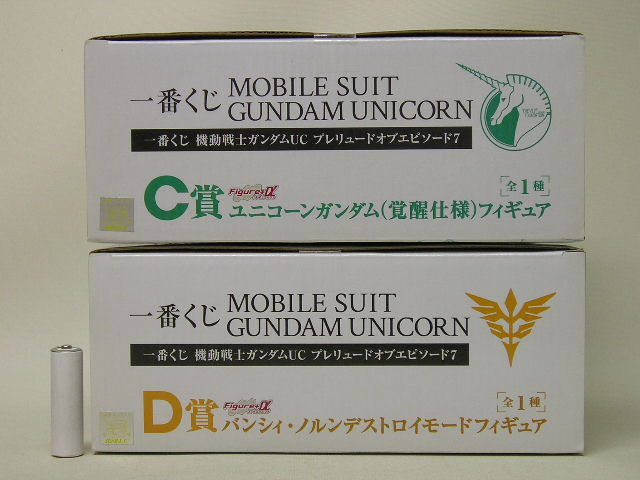 一番くじ MOBILE SUIT
GUNDAM UNICORN
一番くじ 機動戦士ガンダムUC プレリュードオブエピソード7
全1種
C賞 Figure+α
ユニコーンガンダム(覚醒仕様)フィギュア
一番くじ MOBILE SUIT
GUNDAM UNICORN
一番くじ 機動戦士ガンダムUC プレリュードオブエピソード7
全1種
D賞 Figure+α
バンシィ・ノルンデストロイモードフィギュア